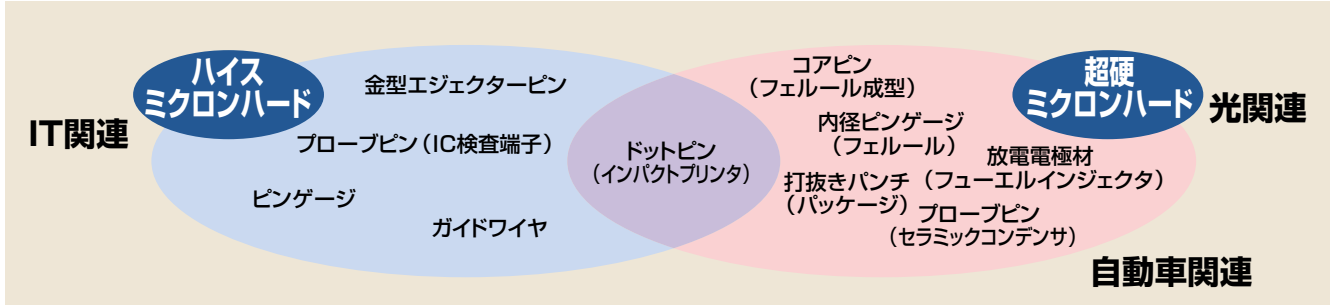 ハイス
ミクロンハード
IT関連
金型エジェクターピン
プローブピン(IC検査端子)
ピンゲージ
ガイドワイヤ
ドットピン
(インパクトプリンタ)
コアピン
(フェルール成型)
内径ピンゲージ
(フェルール)
打抜きパンチ
(パッケージ)
放電電極材
(フューエルインジェクタ)
プローブピン
(セラミックコンデンサ)
超硬
ミクロンハード
光関連
自動車関連